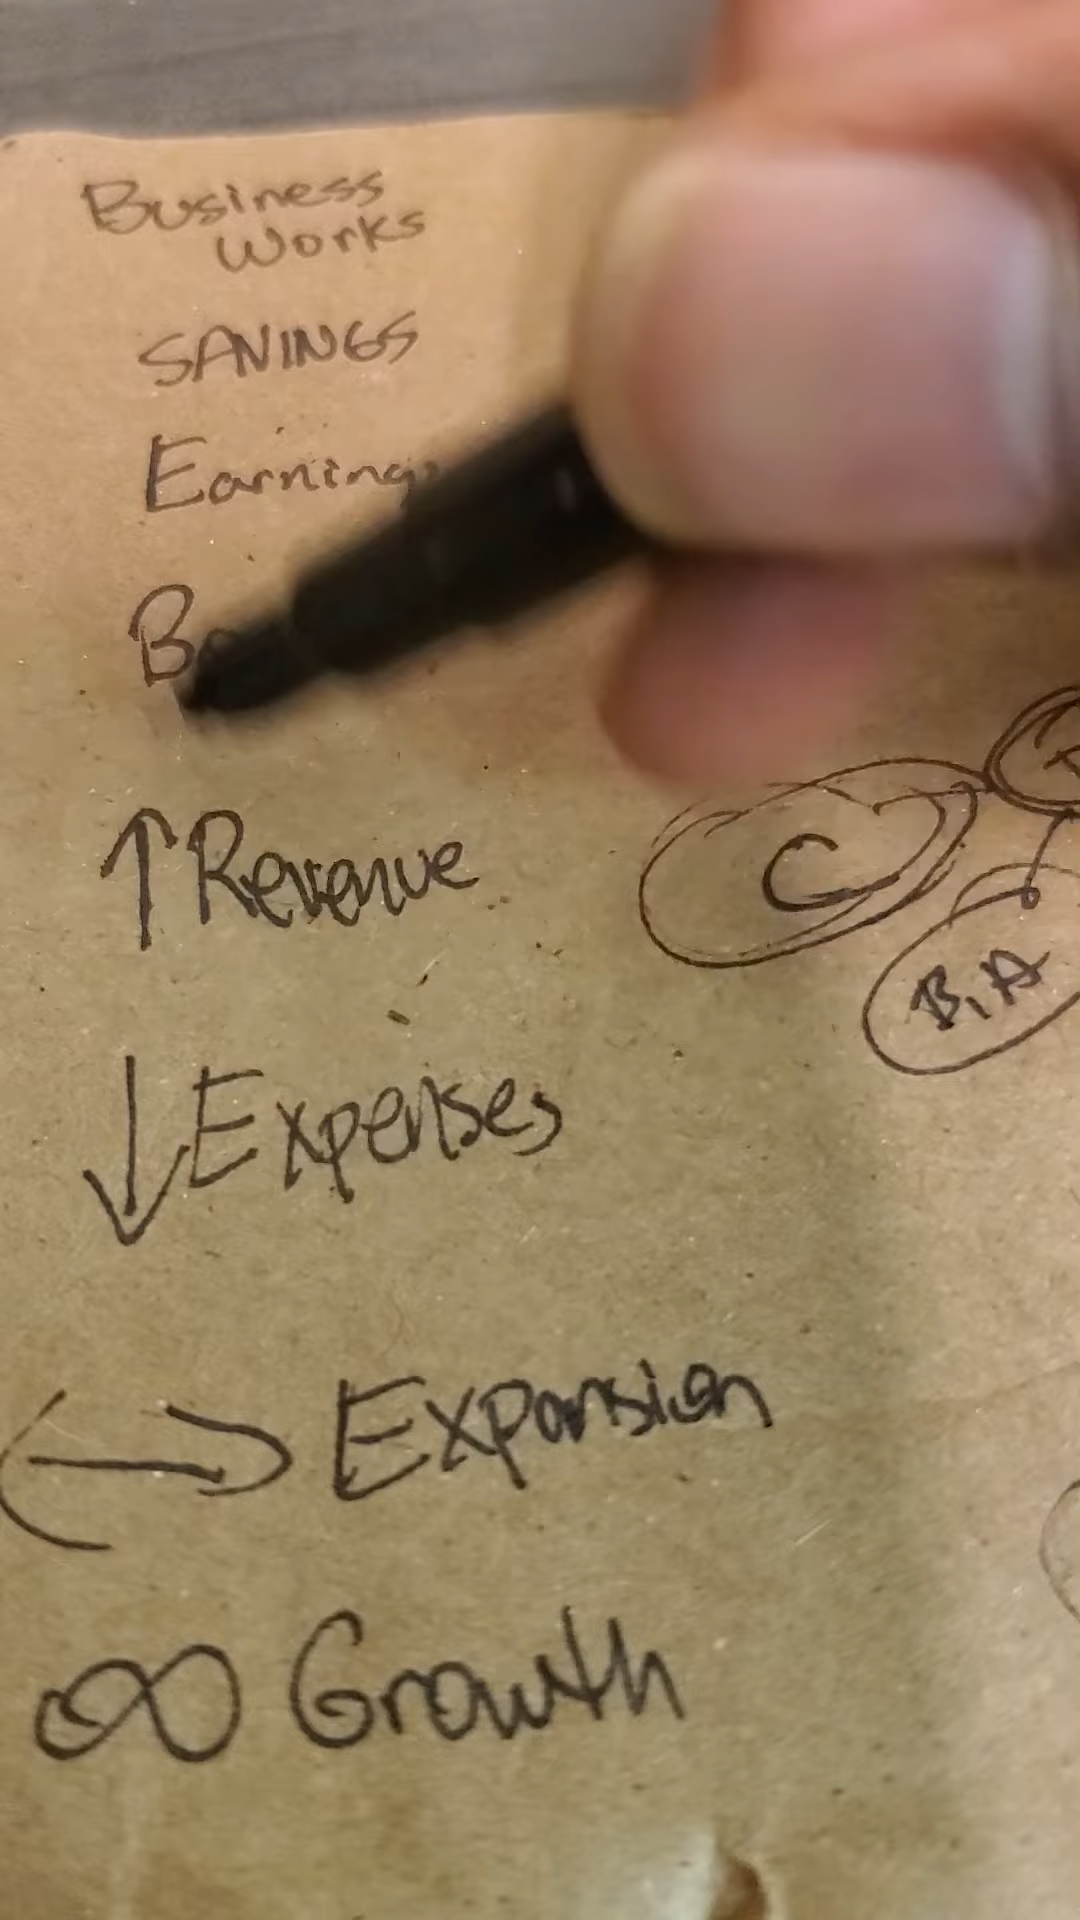 Business
Works
SAVINGS
Earning
↑ Revenue
C
B, A
↓ Expenses
↔ Expansion
∞ Growth